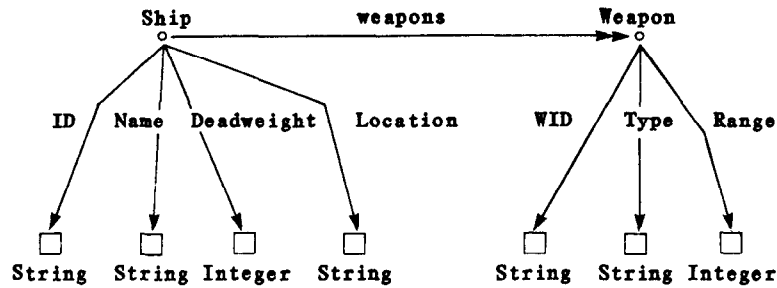 Ship weapons Weapon
ID Name Deadweight Location WID Type Range
String String Integer String String String Integer